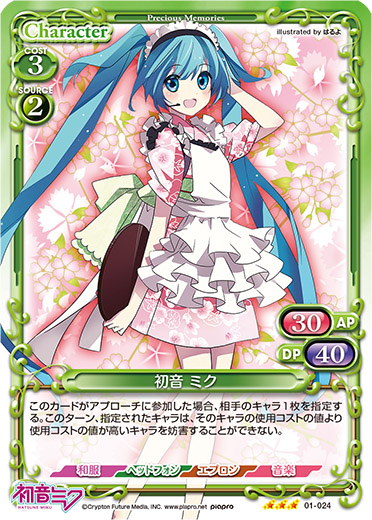 Precious Memories
Character
illustrated by はるよ
COST
3
SOURCE
2
30 AP
DP 40
初音 ミク
このカードがアプローチに参加した場合、相手のキャラ1枚を指定す
る。このターン、指定されたキャラは、そのキャラの使用コストの値より
使用コストの値が高いキャラを妨害することができない。
和服 ヘッドフォン エプロン 音楽
初音ミク
HATSUNE MIKU
©Crypton Future Media, INC. www.piapro.net piapro
01-024